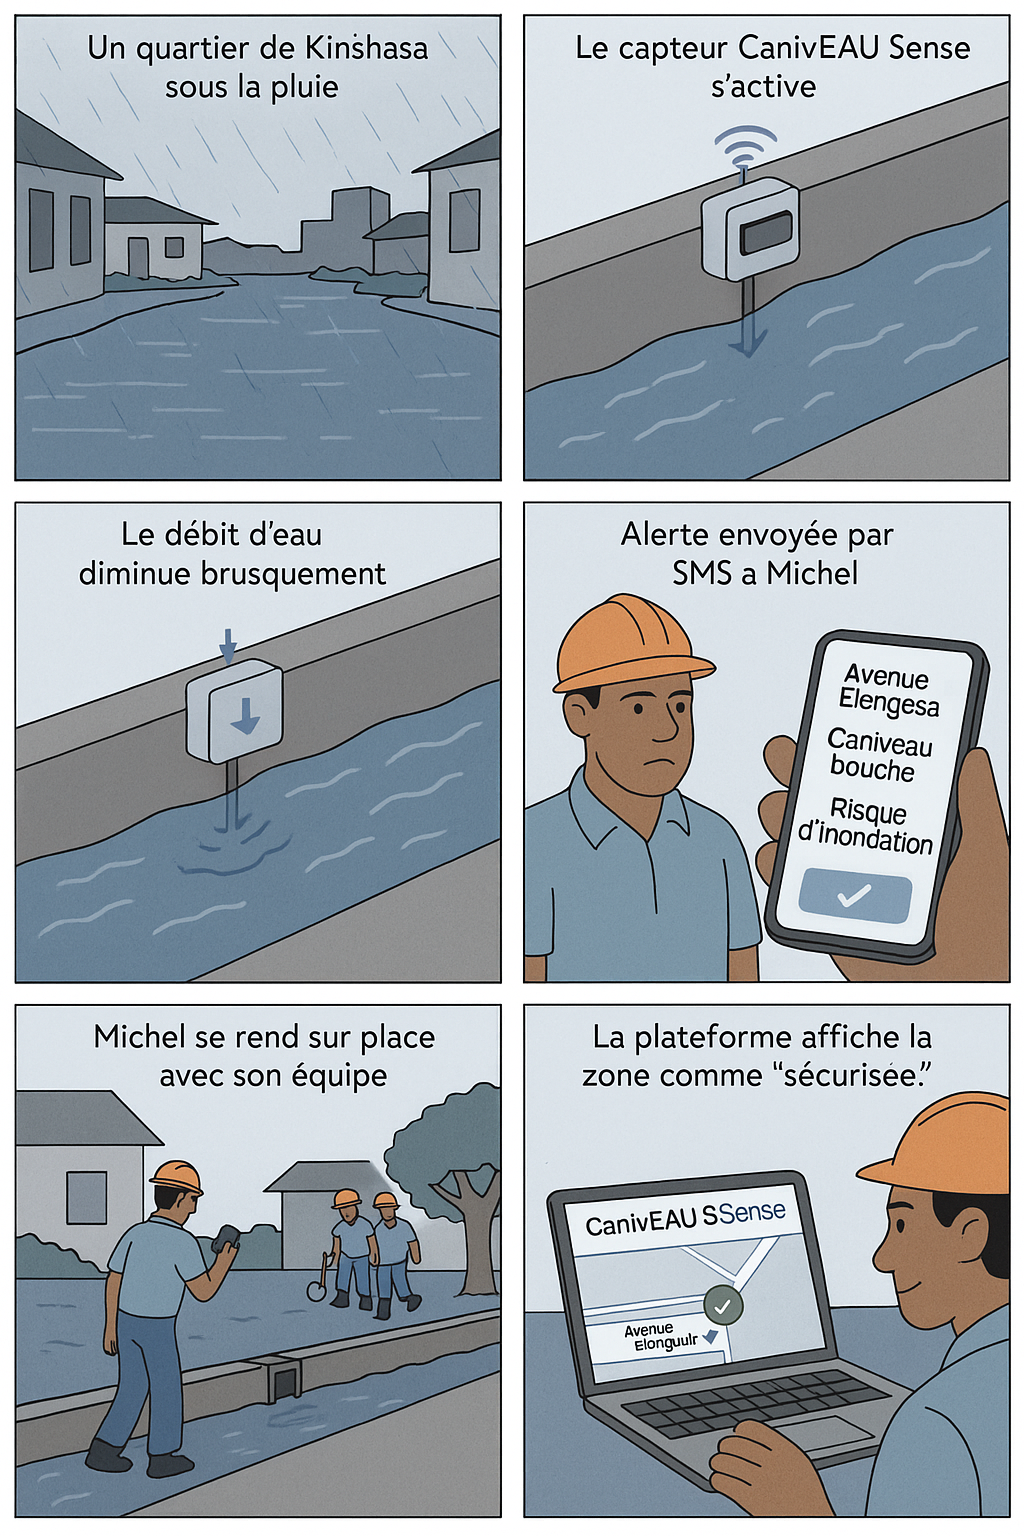 Un quartier de Kinshasa
sous la pluie
Le capteur CanivEAU Sense
s'active
Le débit d'eau
diminue brusquement
Alerte envoyée par
SMS a Michel
Avenue
Elengesa
Caniveau
bouche
Risque
d'inondation
Michel se rend sur place
avec son équipe
La plateforme affiche la
zone comme “sécurisée.”
CanivEAU SSense
Avenue
Elonguulr